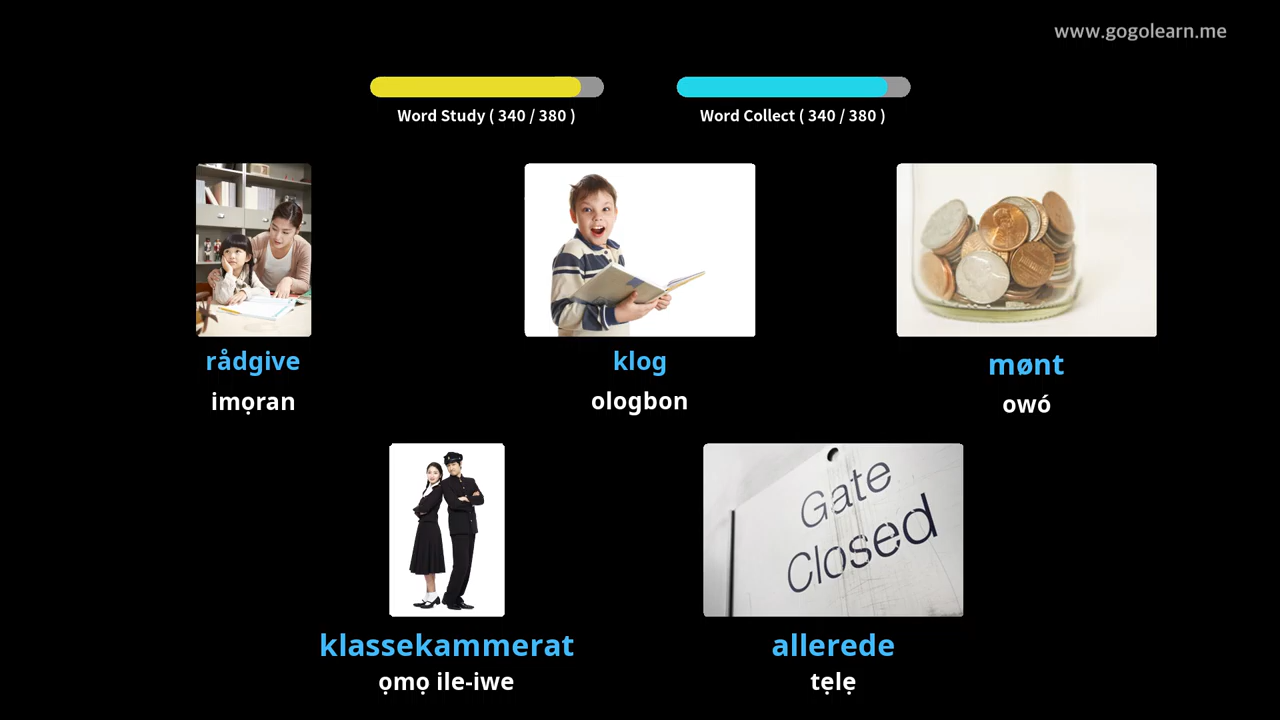 www.gogolearn.me
Word Study ( 340 / 380 )
Word Collect ( 340 / 380 )
rådgive
imọran
klog
ologbon
mønt
owó
Gate
Closed
klassekammerat
ọmọ ile-iwe
allerede
tẹlẹ